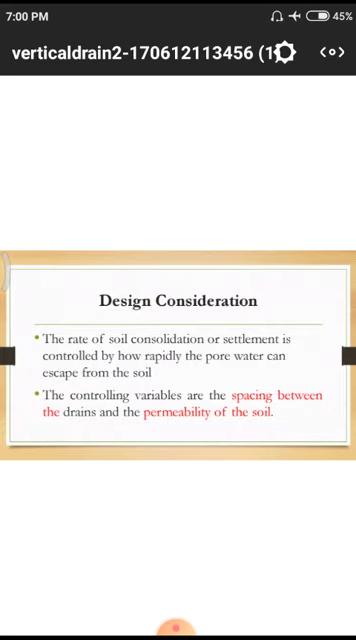 7:00 PM 45%
verticaldrain2-170612113456 (1
Design Consideration
• The rate of soil consolidation or settlement is
controlled by how rapidly the pore water can
escape from the soil
• The controlling variables are the spacing between
the drains and the permeability of the soil.